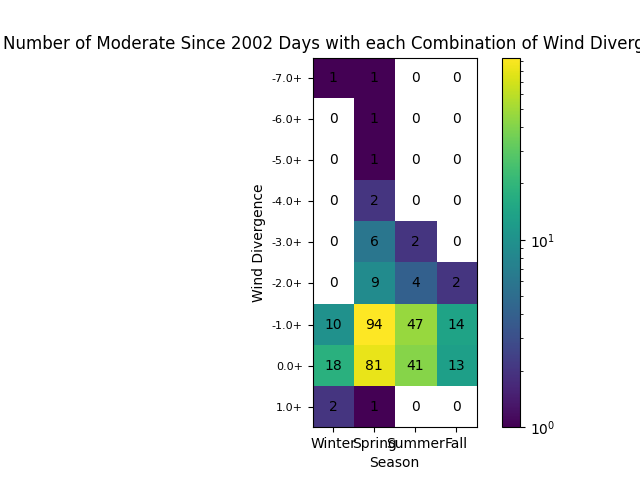 Number of Moderate Since 2002 Days with each Combination of Wind Diverg
Wind Divergence
-7.0+ 1 1 0 0
-6.0+ 0 1 0 0
-5.0+ 0 1 0 0
-4.0+ 0 2 0 0
-3.0+ 0 6 2 0
-2.0+ 0 9 4 2
-1.0+ 10 94 47 14
0.0+ 18 81 41 13
1.0+ 2 1 0 0
Winter Spring Summer Fall
Season
10¹
10⁰